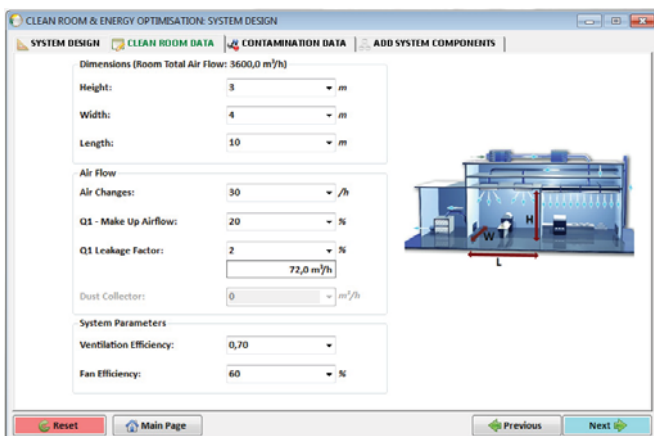 CLEAN ROOM & ENERGY OPTIMISATION: SYSTEM DESIGN
SYSTEM DESIGN CLEAN ROOM DATA CONTAMINATION DATA ADD SYSTEM COMPONENTS
Dimensions (Room Total Air Flow: 3600,0 m³/h)
Height: 3 m
Width: 4 m
Length: 10 m
Air Flow
Air Changes: 30 /h
Q1 - Make Up Airflow: 20 %
Q1 Leakage Factor: 2 %
72,0 m³/h
Dust Collector: 0 m³/h
System Parameters
Ventilation Efficiency: 0,70
Fan Efficiency: 60 %
H
W
L
Reset Main Page Previous Next